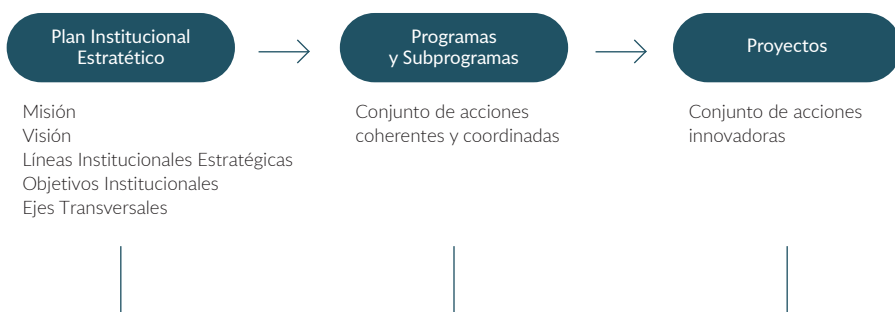 Plan Institucional
Estratético
Programas
y Subprogramas
Proyectos
Misión
Visión
Líneas Institucionales Estratégicas
Objetivos Institucionales
Ejes Transversales
Conjunto de acciones
coherentes y coordinadas
Conjunto de acciones
innovadoras